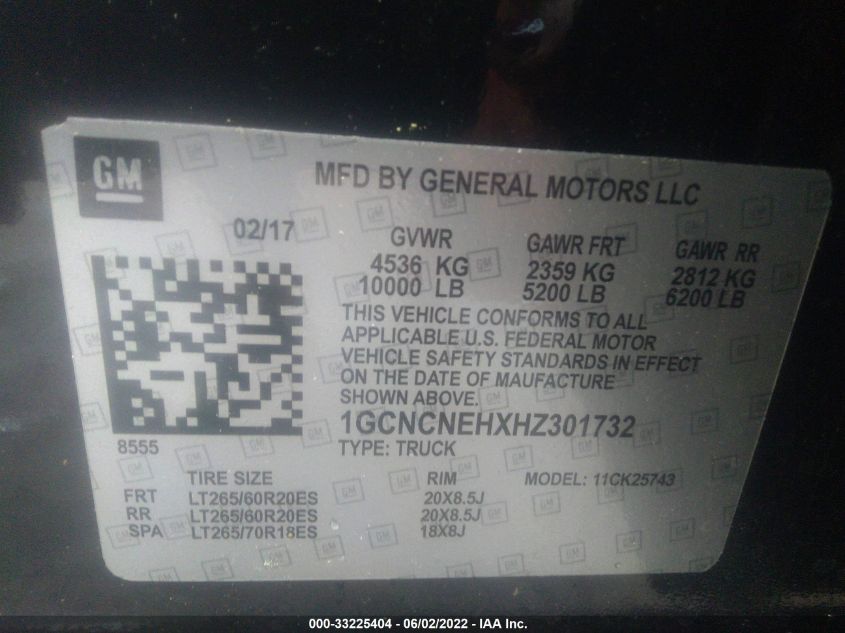 GM
MFD BY GENERAL MOTORS LLC
02/17
GVWR GAWR FRT GAWR RR
4536 KG 2359 KG 2812 KG
10000 LB 5200 LB 6200 LB
THIS VEHICLE CONFORMS TO ALL
APPLICABLE U.S. FEDERAL MOTOR
VEHICLE SAFETY STANDARDS IN EFFECT
ON THE DATE OF MAUFACTURE
SHOWN ABOVE.
1GCNCNEHXHZ301732
8555 TYPE: TRUCK
TIRE SIZE RIM MODEL: 11CK25743
FRT LT265/60R20ES 20X8.5J
RR LT265/60R20ES 20X8.5J
SPA LT265/70R18ES 18X8J
000-33225404 - 06/02/2022 - IAA Inc.